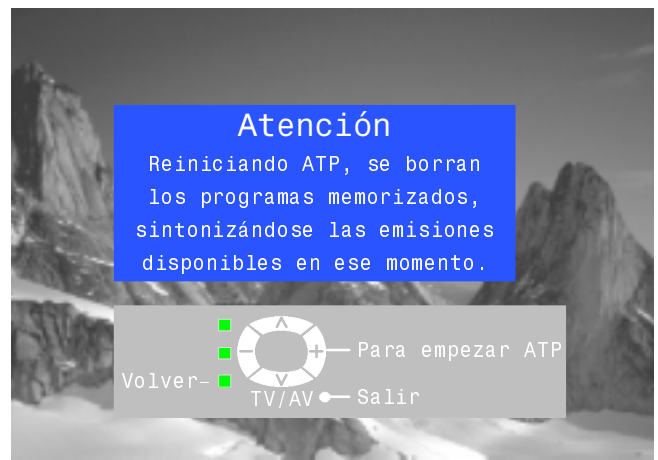 Atención
Reiniciando ATP, se borran
los programas memorizados,
sintonizándose las emisiones
disponibles en ese momento.
Para empezar ATP
Volver
TV/AV Salir